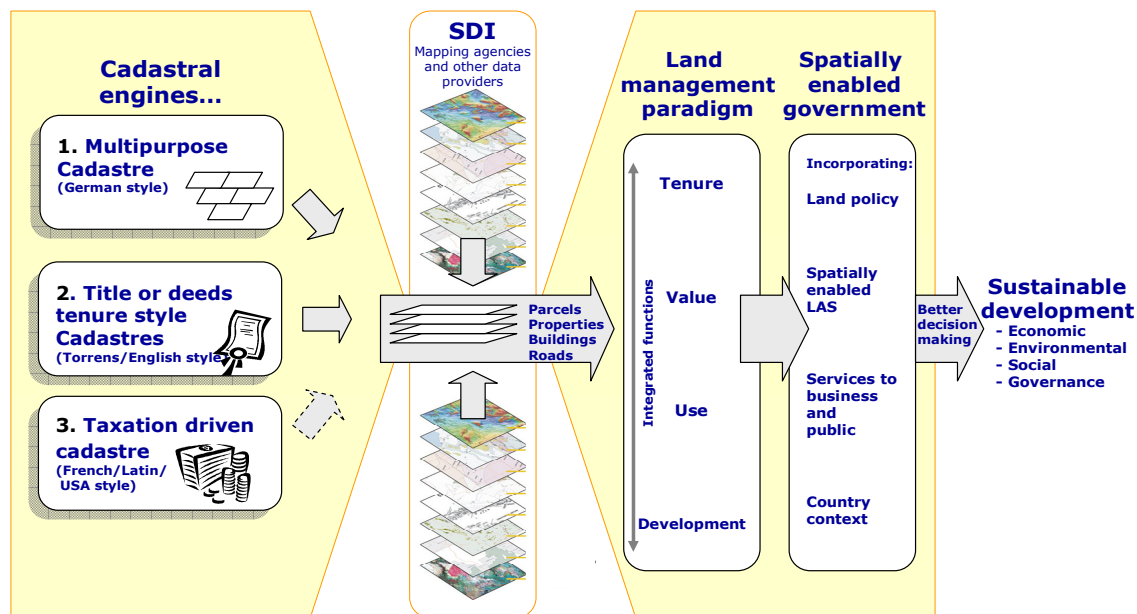 Cadastral
engines...
1. Multipurpose
Cadastre
(German style)
2. Title or deeds
tenure style
Cadastres
(Torrens/English style)
3. Taxation driven
cadastre
(French/Latin/
USA style)
SDI
Mapping agencies
and other data
providers
Parcels
Properties
Buildings
Roads
Land
management
paradigm
Integrated functions
Tenure
Value
Use
Development
Spatially
enabled
government
Incorporating:
Land policy
Spatially
enabled
LAS
Services to
business
and
public
Country
context
Better
decision
making
Sustainable
development
- Economic
- Environmental
- Social
- Governance